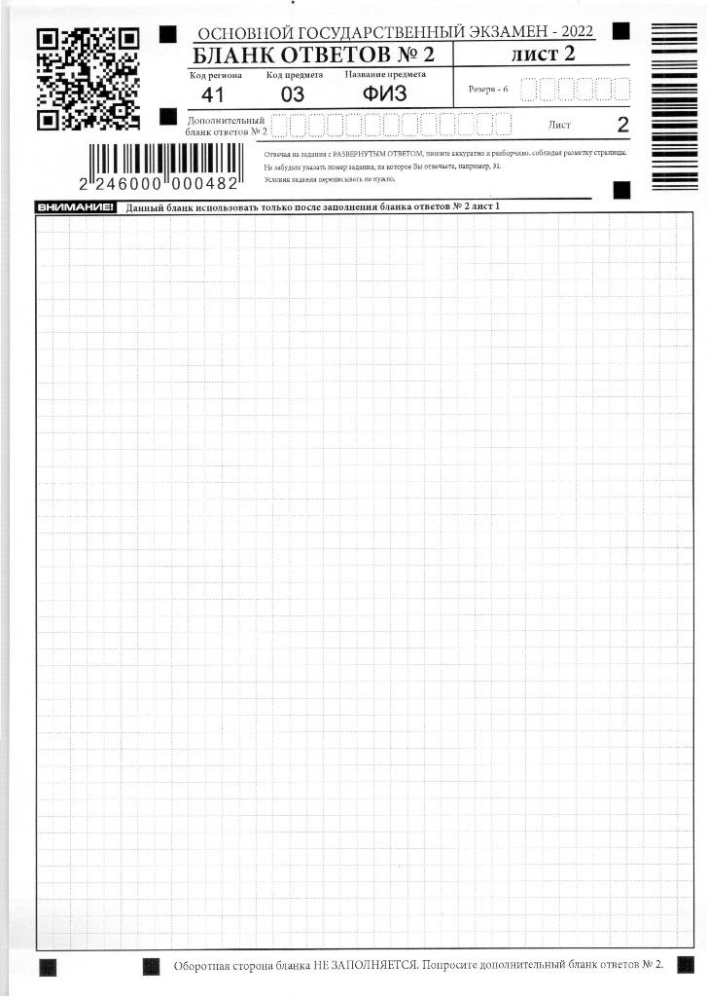 ОСНОВНОЙ ГОСУДАРСТВЕННЫЙ ЭКЗАМЕН - 2022
БЛАНК ОТВЕТОВ № 2 лист 2
Код региона Код предмета Название предмета
41 03 ФИЗ
Резерв - 6
Дополнительный
бланк ответов № 2
Лист 2
2 246000 000482
Отвечая на задания с РАЗВЕРНУТЫМ ОТВЕТОМ, пишите аккуратно и разборчиво, соблюдая разметку страницы.
Не забудьте указать номер задания, на которое Вы отвечаете, например, 31.
Условия задания переписывать не нужно.
ВНИМАНИЕ! Данный бланк использовать только после заполнения бланка ответов № 2 лист 1
Оборотная сторона бланка НЕ ЗАПОЛНЯЕТСЯ. Попросите дополнительный бланк ответов № 2.